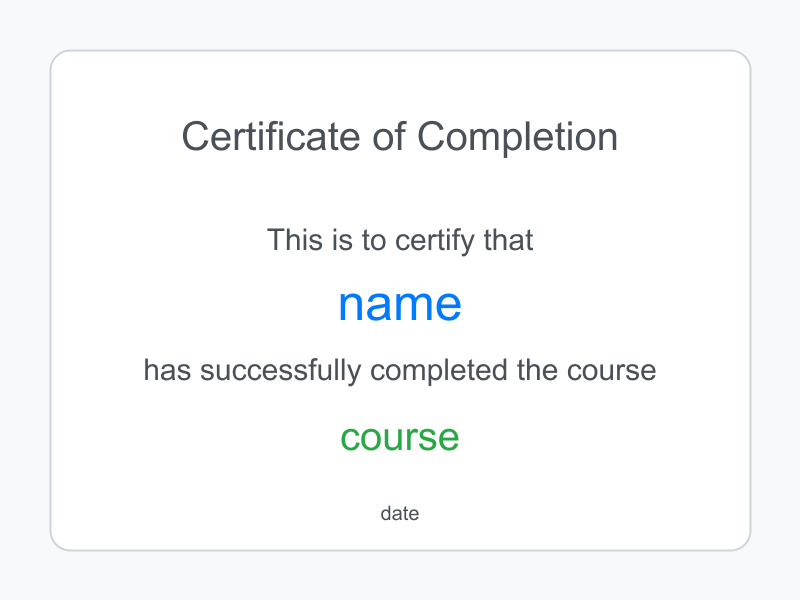 Certificate of Completion
This is to certify that
name
has successfully completed the course
course
date